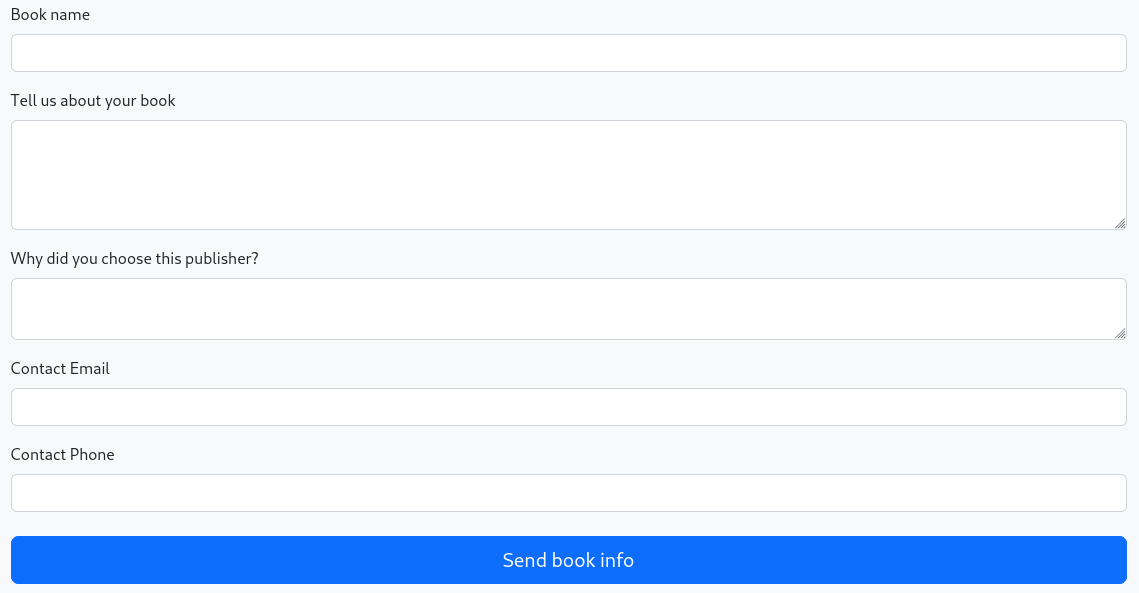 Book name
Tell us about your book
Why did you choose this publisher?
Contact Email
Contact Phone
Send book info